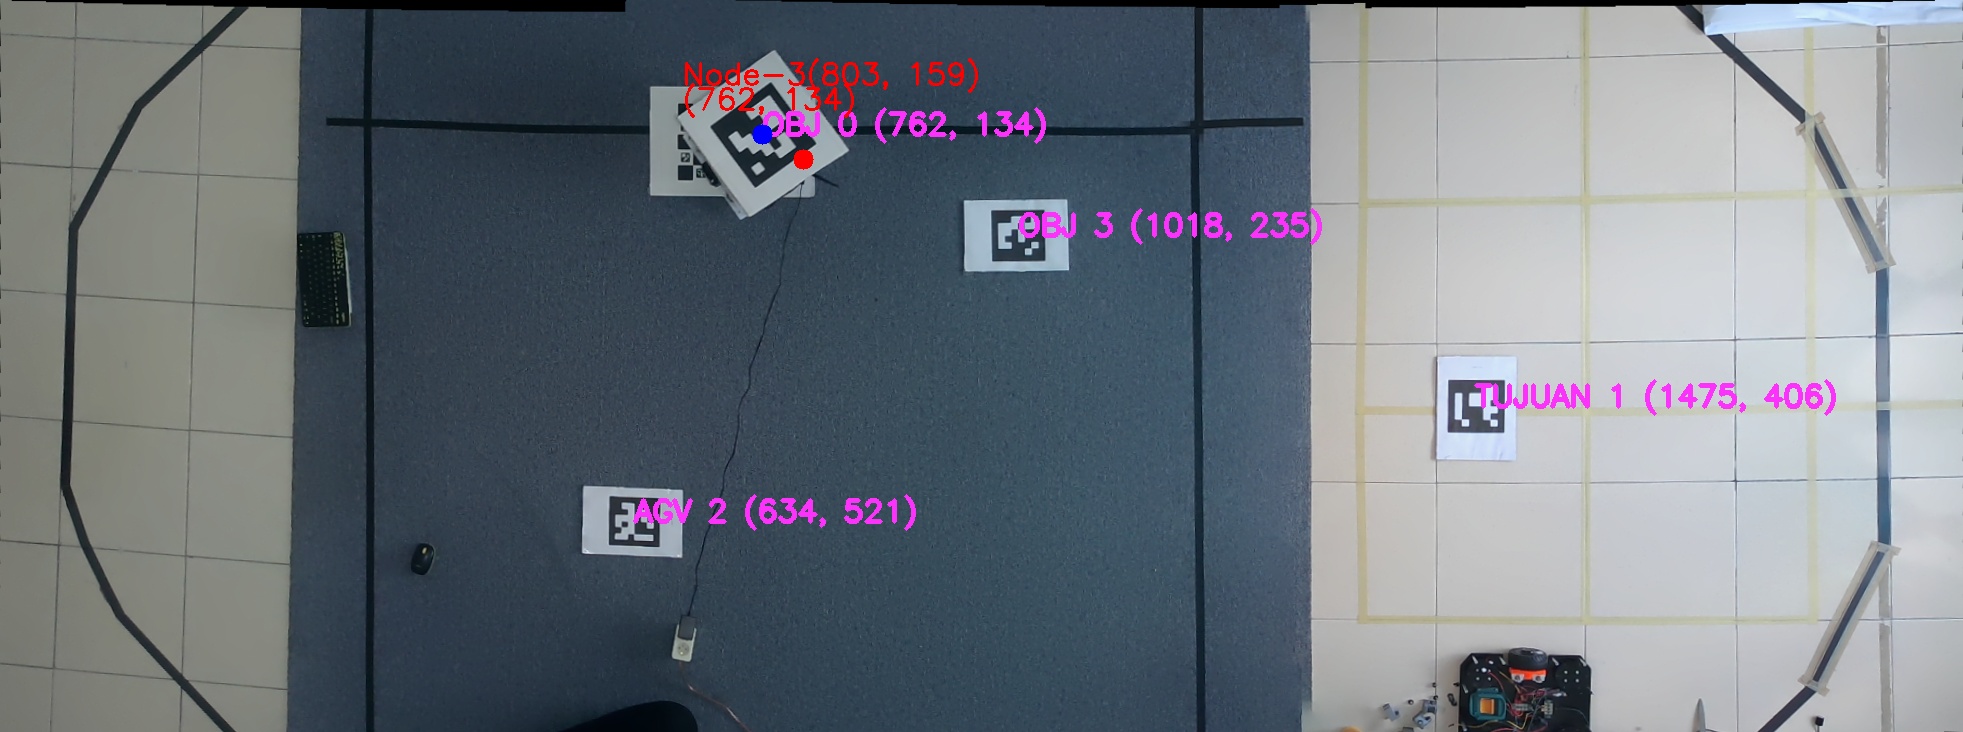 Node-3(803, 159)
(762, 134)
OBJ 0 (762, 134)
OBJ 3 (1018, 235)
TUJUAN 1 (1475, 406)
AGV 2 (634, 521)